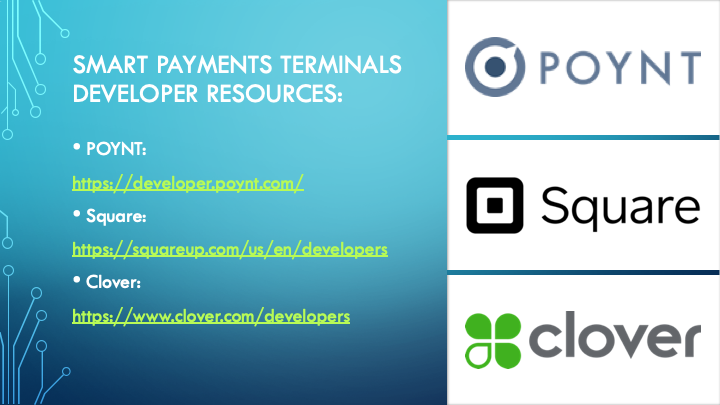 SMART PAYMENTS TERMINALS
DEVELOPER RESOURCES:
• POYNT:
https://developer.poynt.com/
• Square:
https://squareup.com/us/en/developers
• Clover:
https://www.clover.com/developers
POYNT
Square
clover